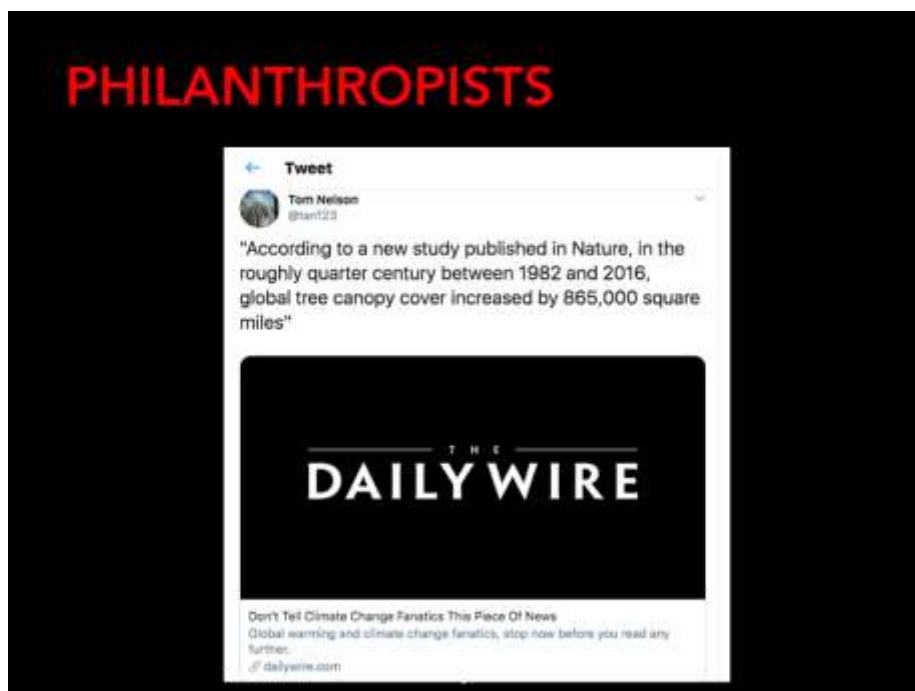 PHILANTHROPISTS
Tweet
Tom Nelson
@tan123
"According to a new study published in Nature, in the
roughly quarter century between 1982 and 2016,
global tree canopy cover increased by 865,000 square
miles"
THE
DAILY WIRE
Don't Tell Climate Change Fanatics This Piece Of News
Global warming and climate change fanatics, stop now before you read any
further.
dailywire.com